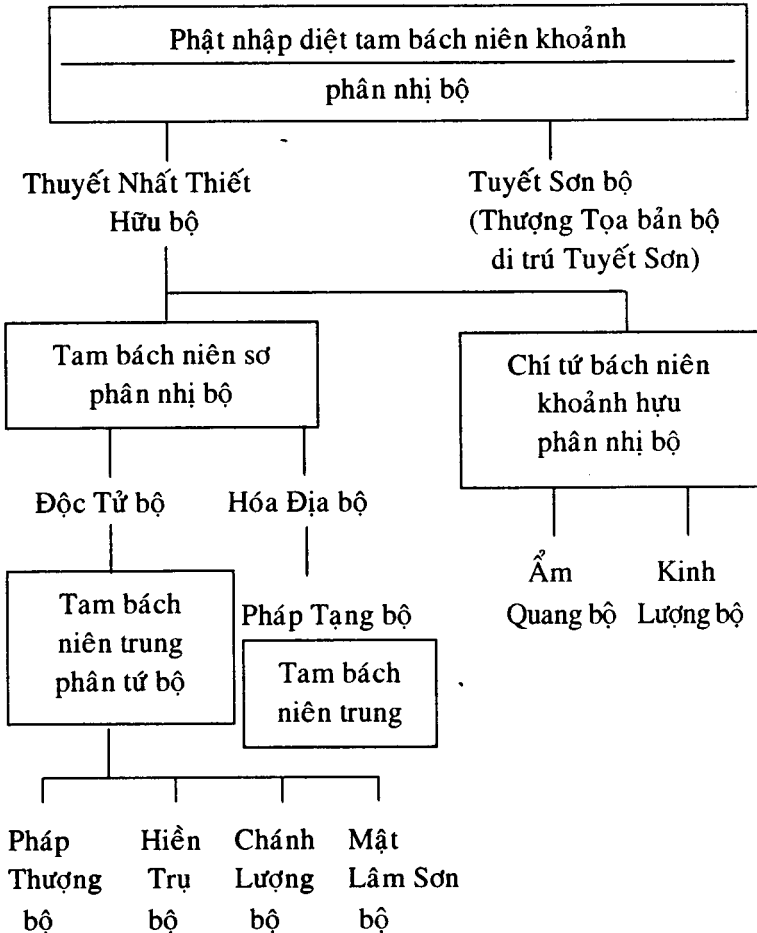 Phật nhập diệt tam bách niên khoảnh
phân nhị bộ
Thuyết Nhất Thiết
Hữu bộ
Tuyết Sơn bộ
(Thượng Tọa bản bộ
di trú Tuyết Sơn)
Tam bách niên sơ
phân nhị bộ
Chí tứ bách niên
khoảnh hựu
phân nhị bộ
Độc Tử bộ
Hóa Địa bộ
Ẩm
Quang bộ
Kinh
Lượng bộ
Tam bách
niên trung
phân tứ bộ
Pháp Tạng bộ
Tam bách
niên trung
Pháp
Thượng
bộ
Hiền
Trụ
bộ
Chánh
Lượng
bộ
Mật
Lâm Sơn
bộ